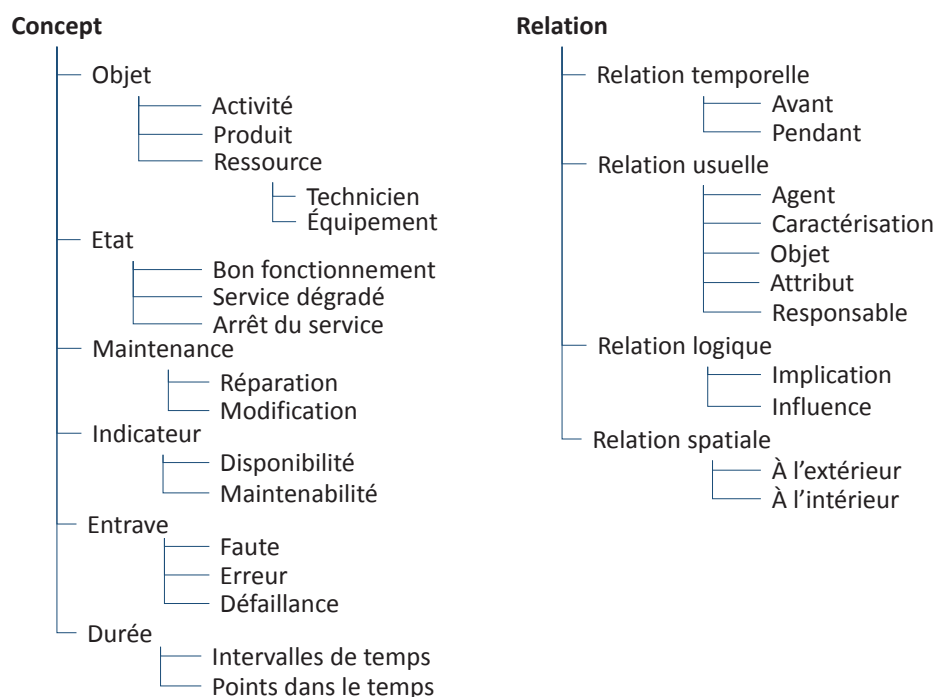 Concept
Objet
Activité
Produit
Ressource
Technicien
Équipement
Etat
Bon fonctionnement
Service dégradé
Arrêt du service
Maintenance
Réparation
Modification
Indicateur
Disponibilité
Maintenabilité
Entrave
Faute
Erreur
Défaillance
Durée
Intervalles de temps
Points dans le temps
Relation
Relation temporelle
Avant
Pendant
Relation usuelle
Agent
Caractérisation
Objet
Attribut
Responsable
Relation logique
Implication
Influence
Relation spatiale
À l’extérieur
À l’intérieur